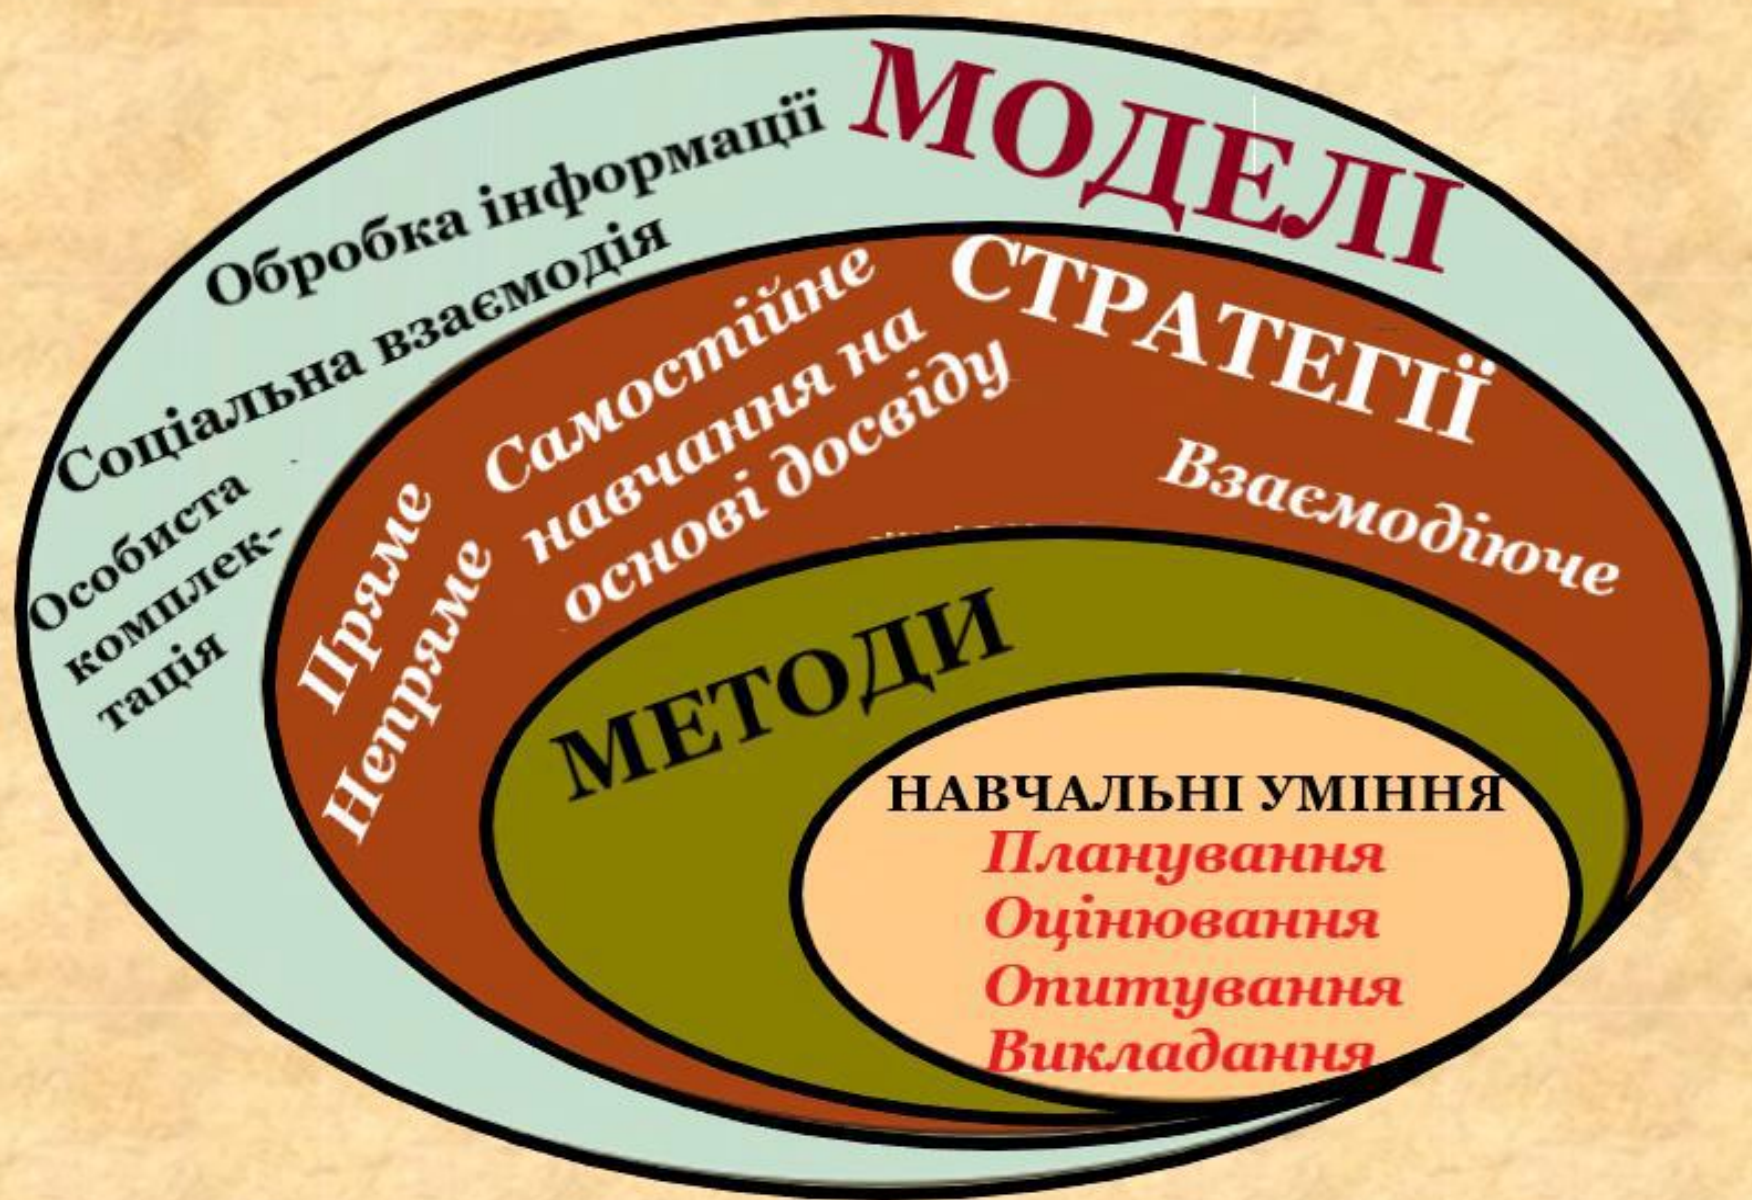 МОДЕЛІ
Обробка інформації
Соціальна взаємодія
Особиста
комплек-
тація
СТРАТЕГІЇ
Самостійне
навчання на
основі досвіду
Пряме
Непряме
Взаємодіюче
МЕТОДИ
НАВЧАЛЬНІ УМІННЯ
Планування
Оцінювання
Опитування
Викладання